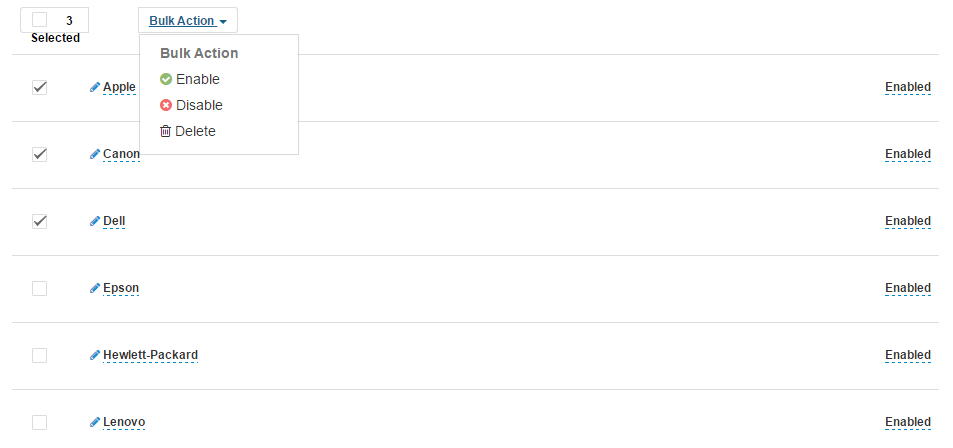 3
Selected
Bulk Action
Bulk Action
Enable
Disable
Delete
Apple Enabled
Canon Enabled
Dell Enabled
Epson Enabled
Hewlett-Packard Enabled
Lenovo Enabled